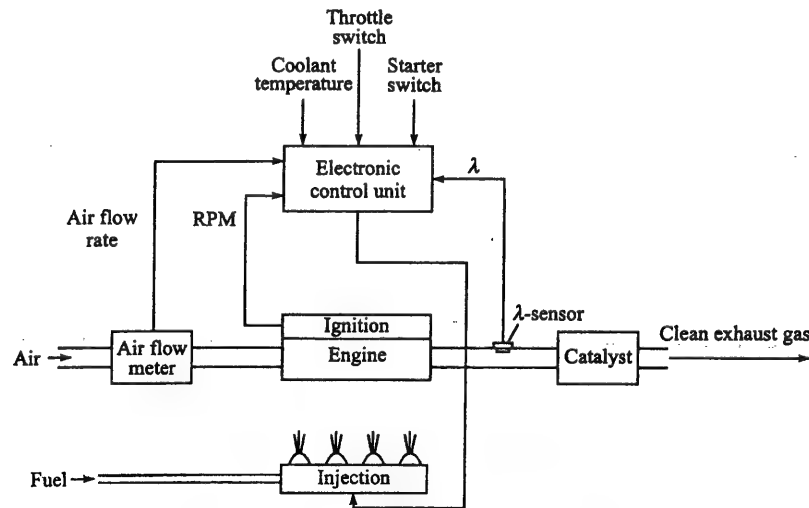 Throttle
switch
Coolant
temperature
Starter
switch
Electronic
control unit
λ
Air flow
rate
RPM
Ignition
λ-sensor
Clean exhaust gas
Air
Air flow
meter
Engine
Catalyst
Fuel
Injection